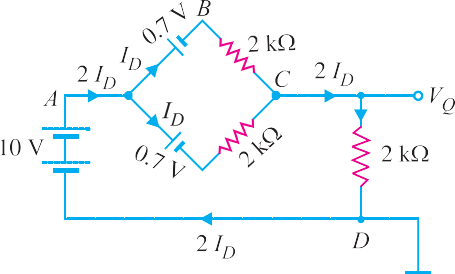 B
0.7 V
I_D
2 kΩ
A
2 I_D
C
2 I_D
V_Q
I_D
10 V
0.7 V
2 kΩ
2 kΩ
2 I_D
D